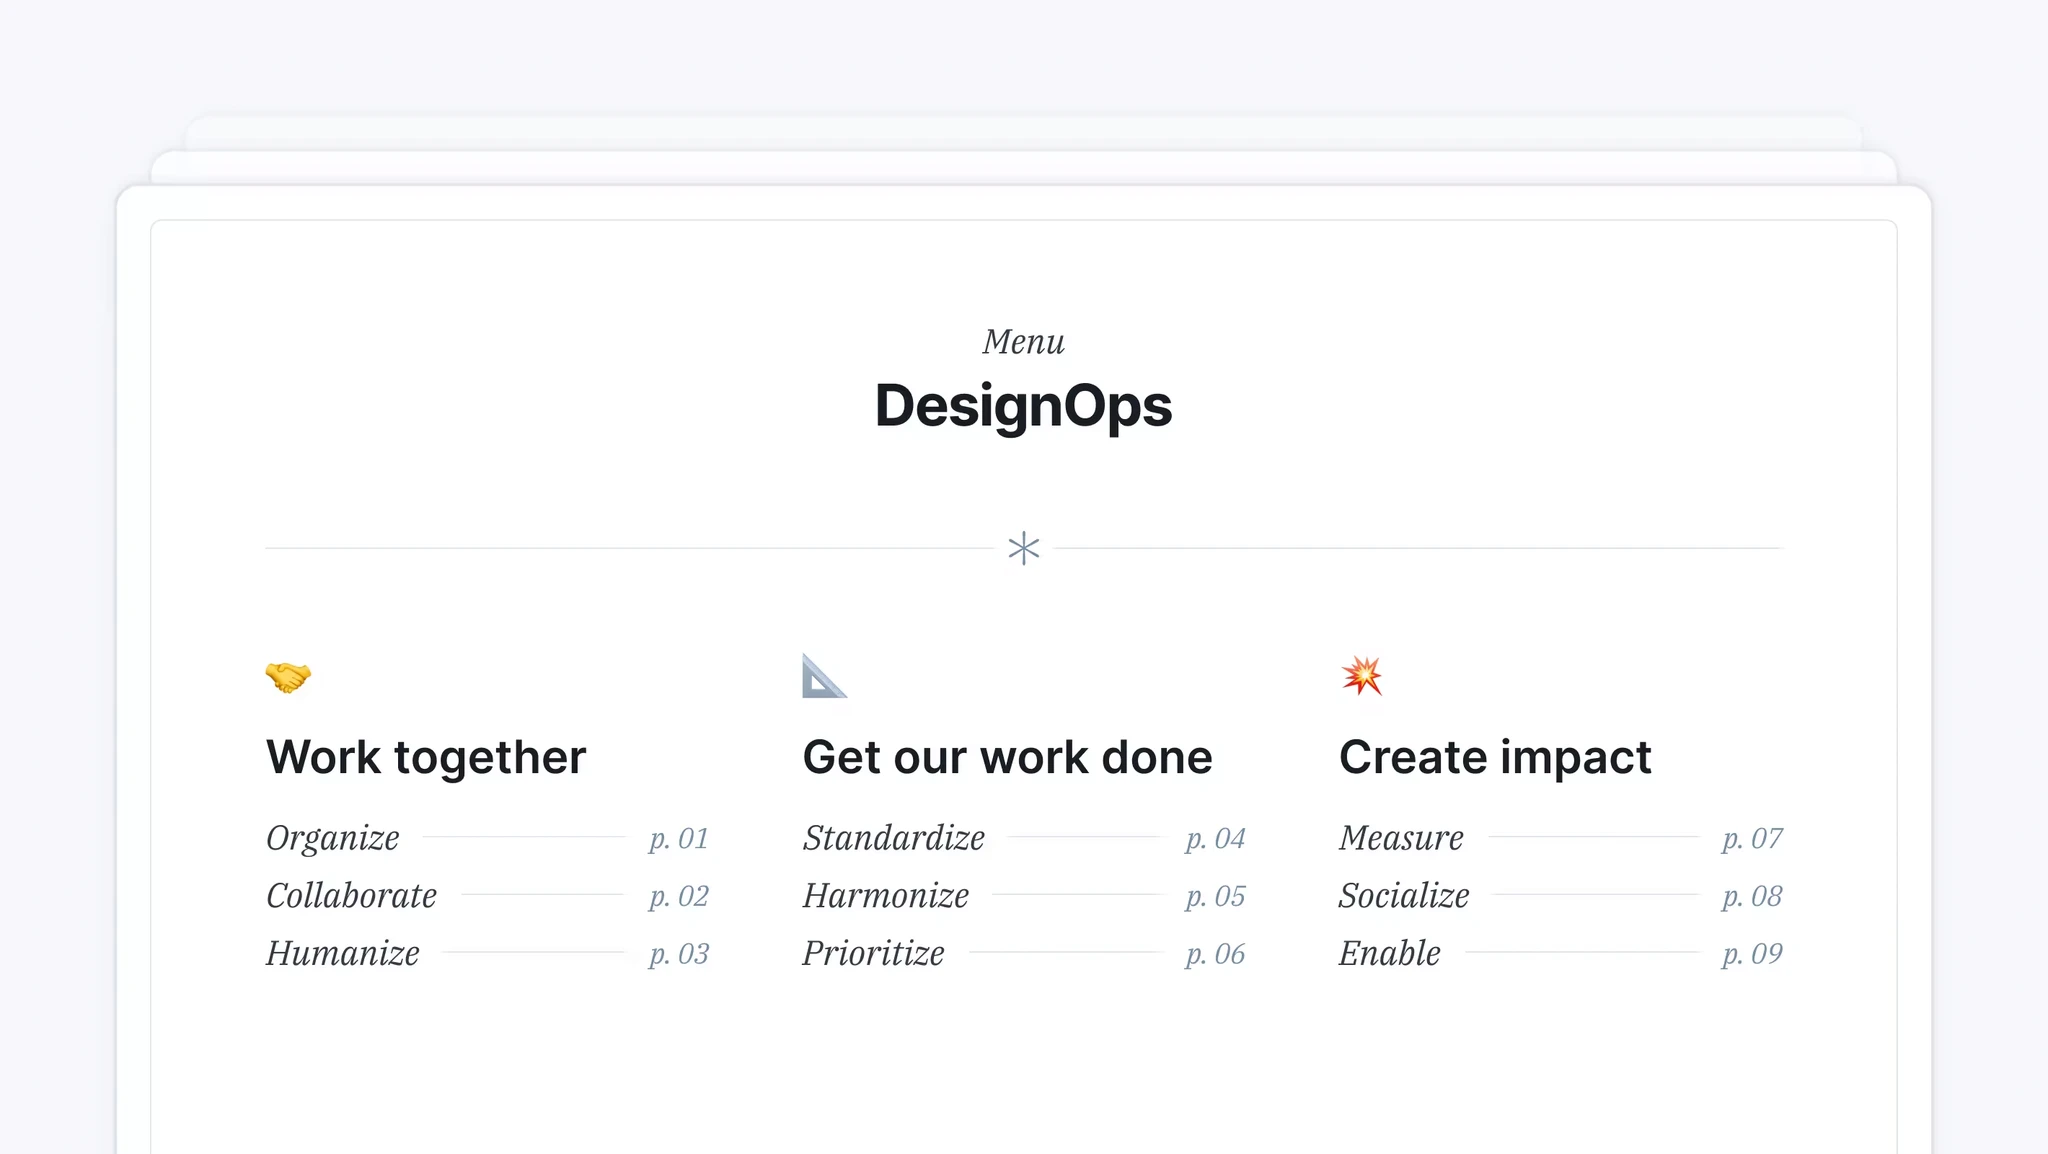 Menu
DesignOps
Work together
Organize p. 01
Collaborate p. 02
Humanize p. 03
Get our work done
Standardize p. 04
Harmonize p. 05
Prioritize p. 06
Create impact
Measure p. 07
Socialize p. 08
Enable p. 09